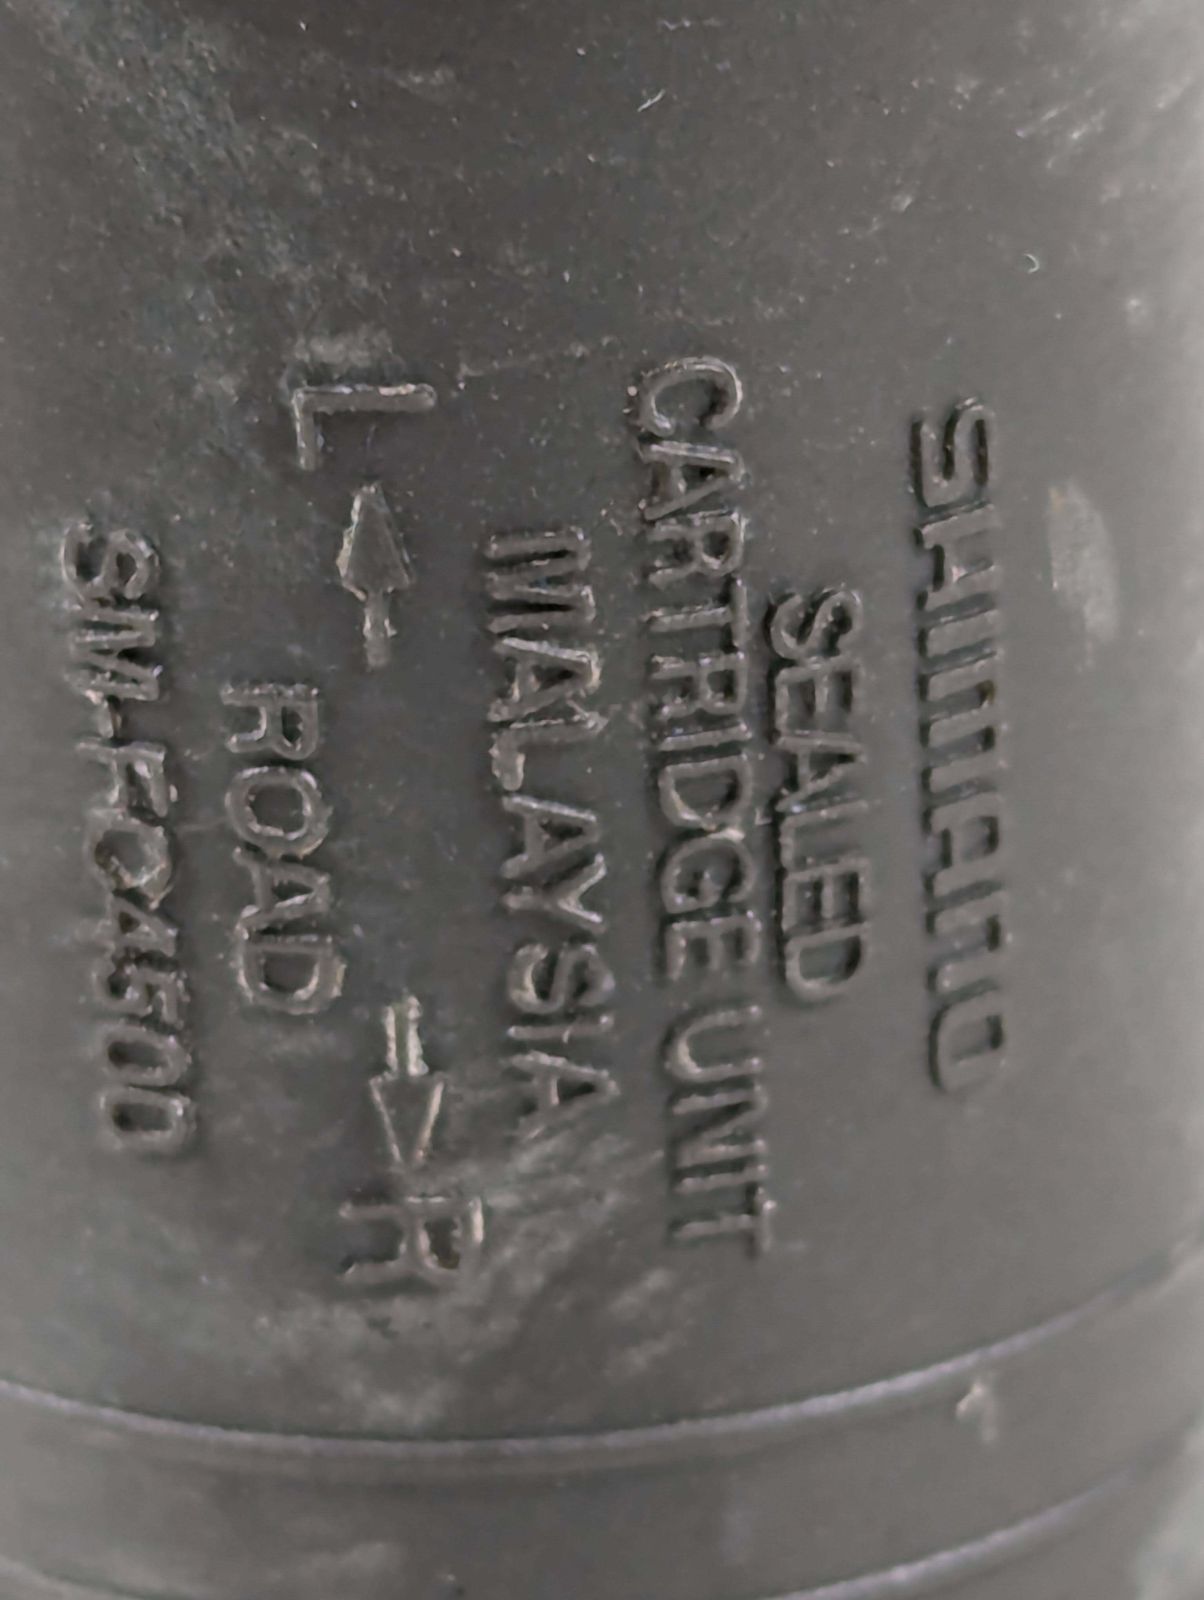 SHIMANO
SEALED
CARTRIDGE UNIT
MALAYSIA
L ← → R
ROAD
SM-FC4500